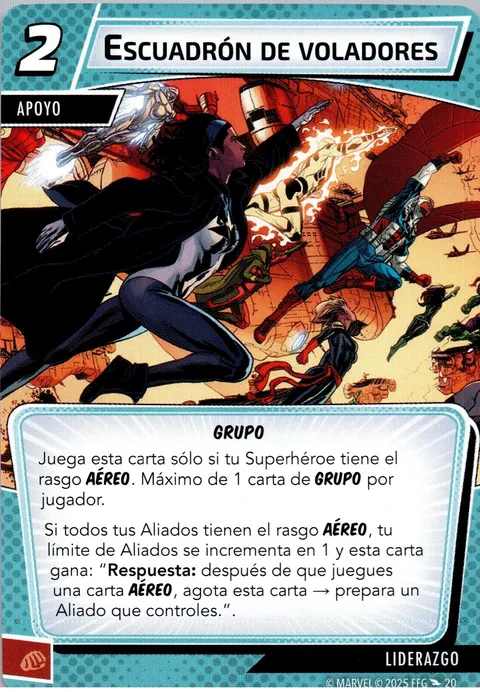 2
ESCUADRÓN DE VOLADORES
APOYO
GRUPO
Juega esta carta sólo si tu Superhéroe tiene el
rasgo AÉREO. Máximo de 1 carta de GRUPO por
jugador.
Si todos tus Aliados tienen el rasgo AÉREO, tu
límite de Aliados se incrementa en 1 y esta carta
gana: “Respuesta: después de que juegues
una carta AÉREO, agota esta carta → prepara un
Aliado que controles.”.
LIDERAZGO
© MARVEL © 2025 FFG 20